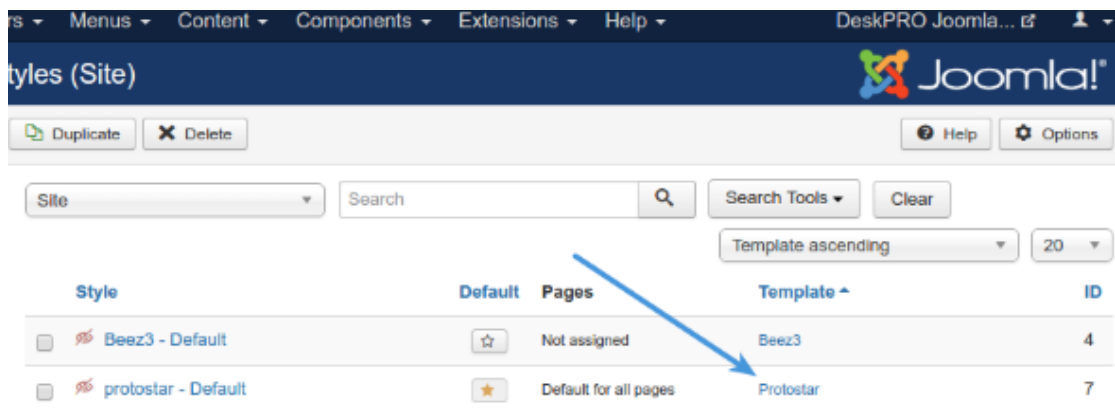 rs Menus Content Components Extensions Help DeskPRO Joomla...
tyles (Site) Joomla!®
Duplicate Delete Help Options
Site Search Search Tools Clear
Template ascending 20
Style Default Pages Template ID
Beez3 - Default Not assigned Beez3 4
protostar - Default Default for all pages Protostar 7